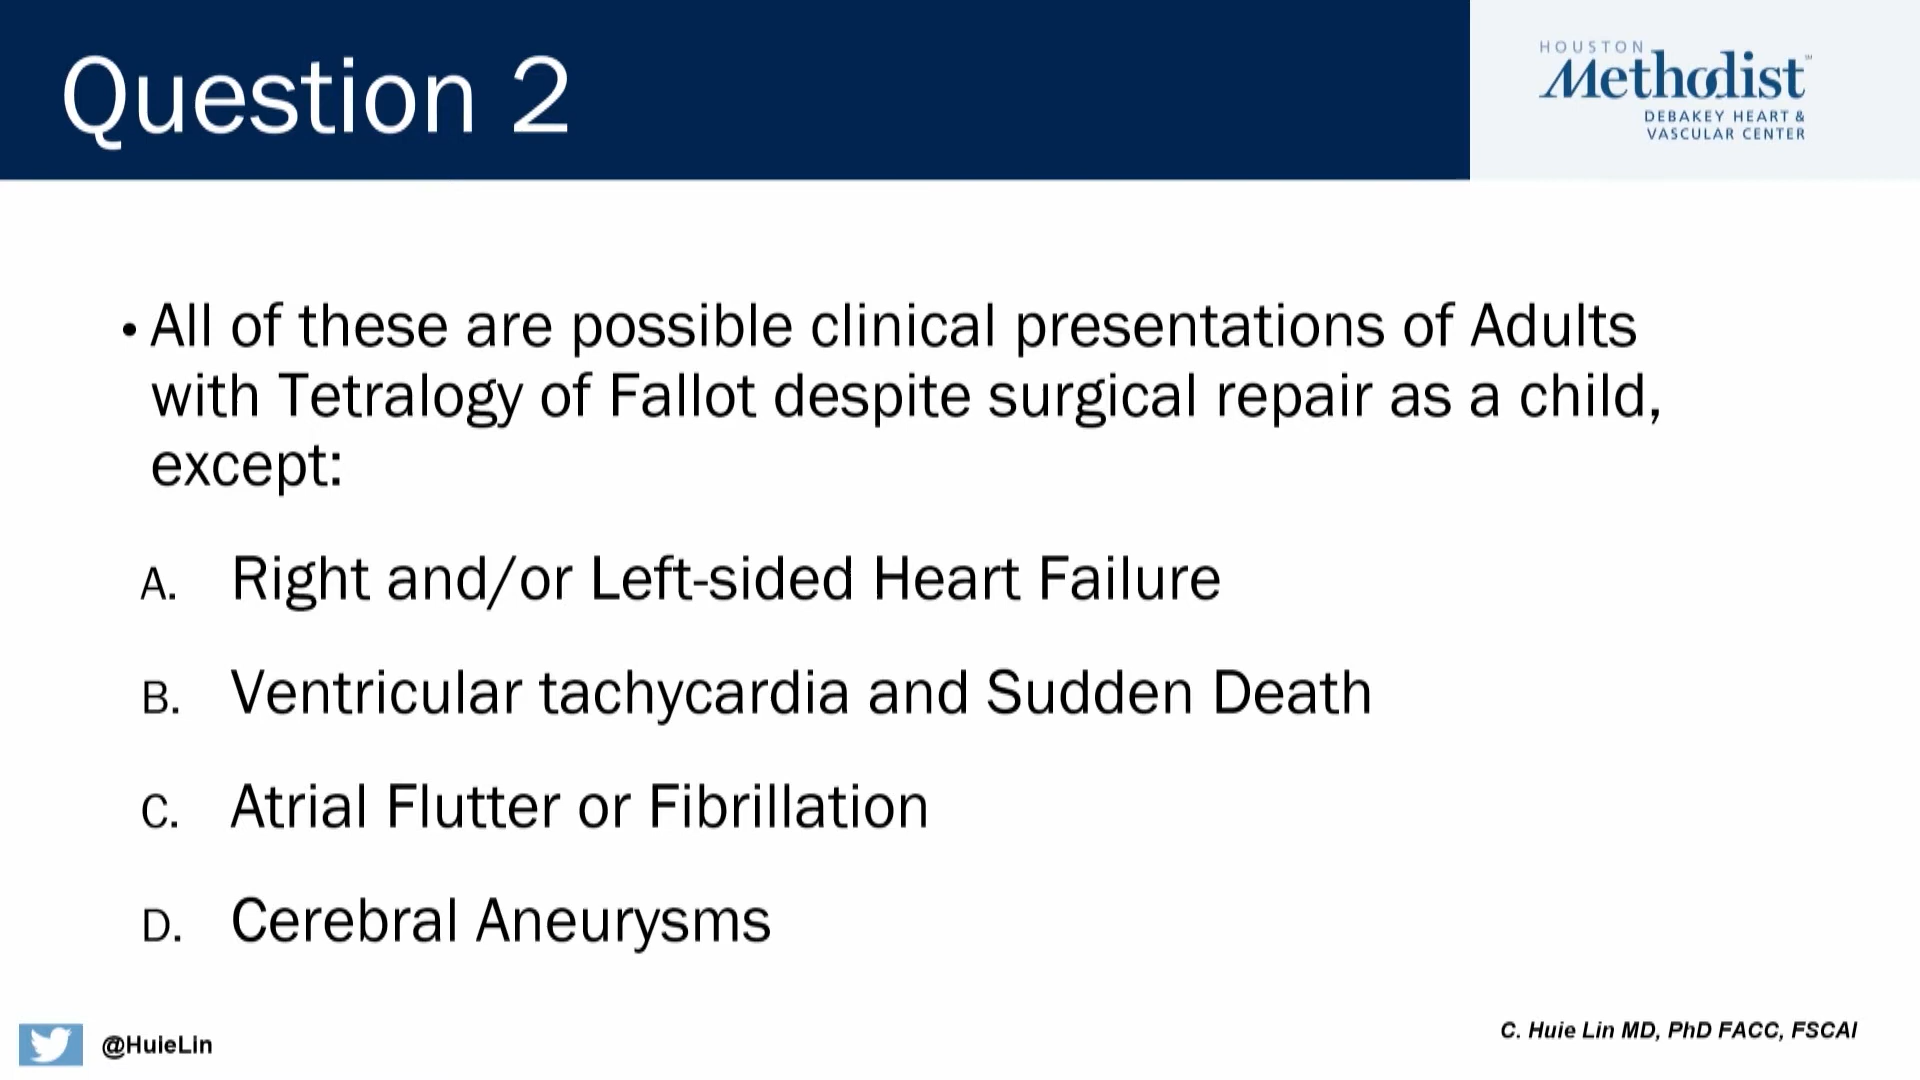 Question 2
HOUSTON
Methodist™
DEBAKEY HEART &
VASCULAR CENTER
• All of these are possible clinical presentations of Adults
with Tetralogy of Fallot despite surgical repair as a child,
except:
A. Right and/or Left-sided Heart Failure
B. Ventricular tachycardia and Sudden Death
C. Atrial Flutter or Fibrillation
D. Cerebral Aneurysms
@HuieLin
C. Huie Lin MD, PhD FACC, FSCAI